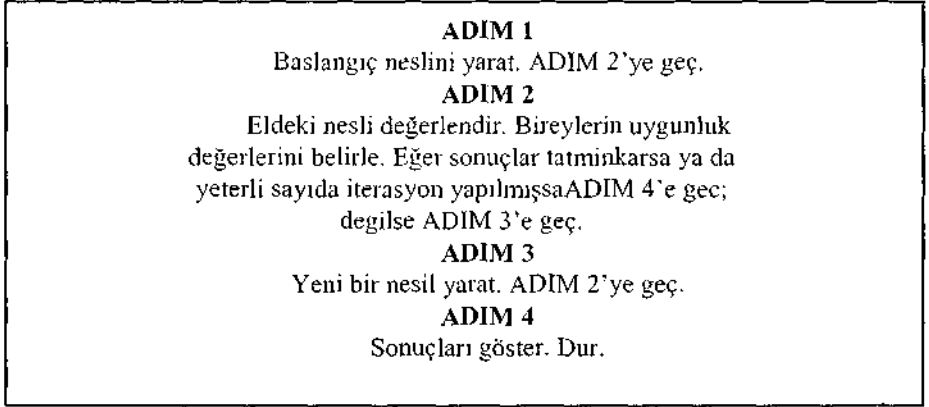 ADIM 1
Baslangıç neslini yarat. ADIM 2'ye geç.
ADIM 2
Eldeki nesli değerlendir. Bireylerin uygunluk
değerlerini belirle. Eğer sonuçlar tatminkarsa ya da
yeterli sayıda iterasyon yapılmışsaADIM 4'e gec;
degilse ADIM 3'e geç.
ADIM 3
Yeni bir nesil yarat. ADIM 2'ye geç.
ADIM 4
Sonuçları göster. Dur.